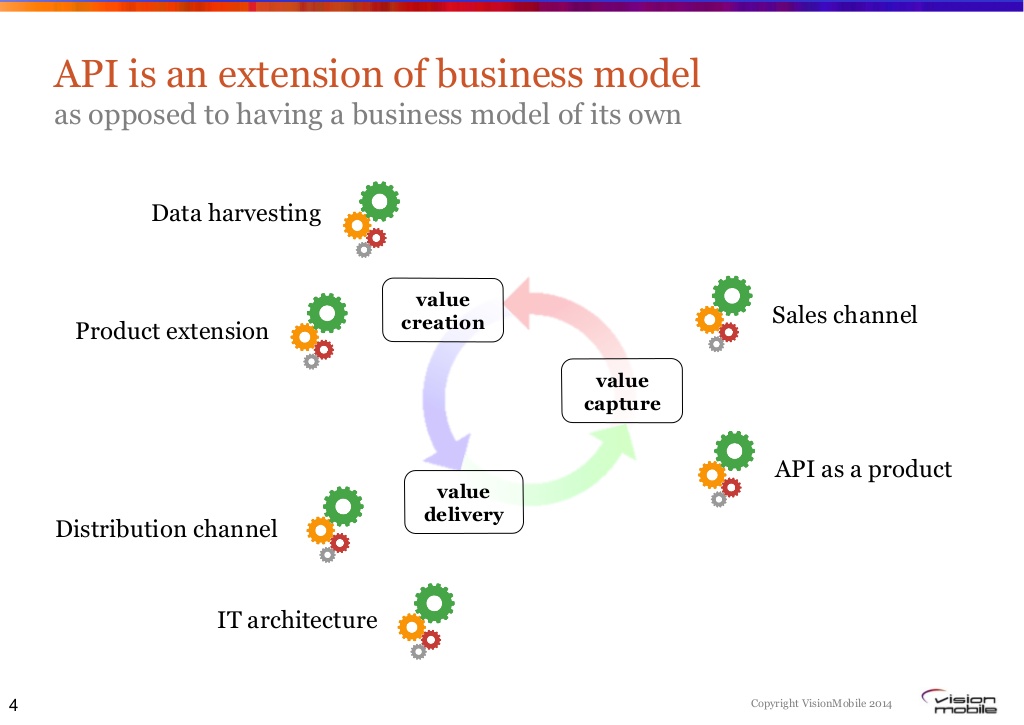 API is an extension of business model
as opposed to having a business model of its own
Data harvesting
value
creation
Product extension
Sales channel
value
capture
API as a product
value
delivery
Distribution channel
IT architecture
4
Copyright VisionMobile 2014
vision
mobile